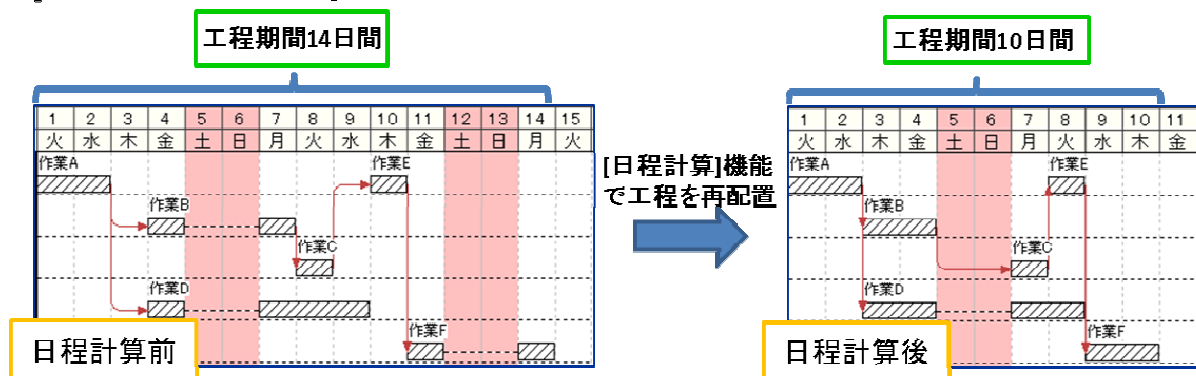 工程期間14日間
1 2 3 4 5 6 7 8 9 10 11 12 13 14 15
火 水 木 金 土 日 月 火 水 木 金 土 日 月 火
作業A
作業E
作業B
作業C
作業D
作業F
日程計算前
[日程計算]機能
で工程を再配置
工程期間10日間
1 2 3 4 5 6 7 8 9 10 11
火 水 木 金 土 日 月 火 水 木 金
作業A
作業E
作業B
作業C
作業D
作業F
日程計算後